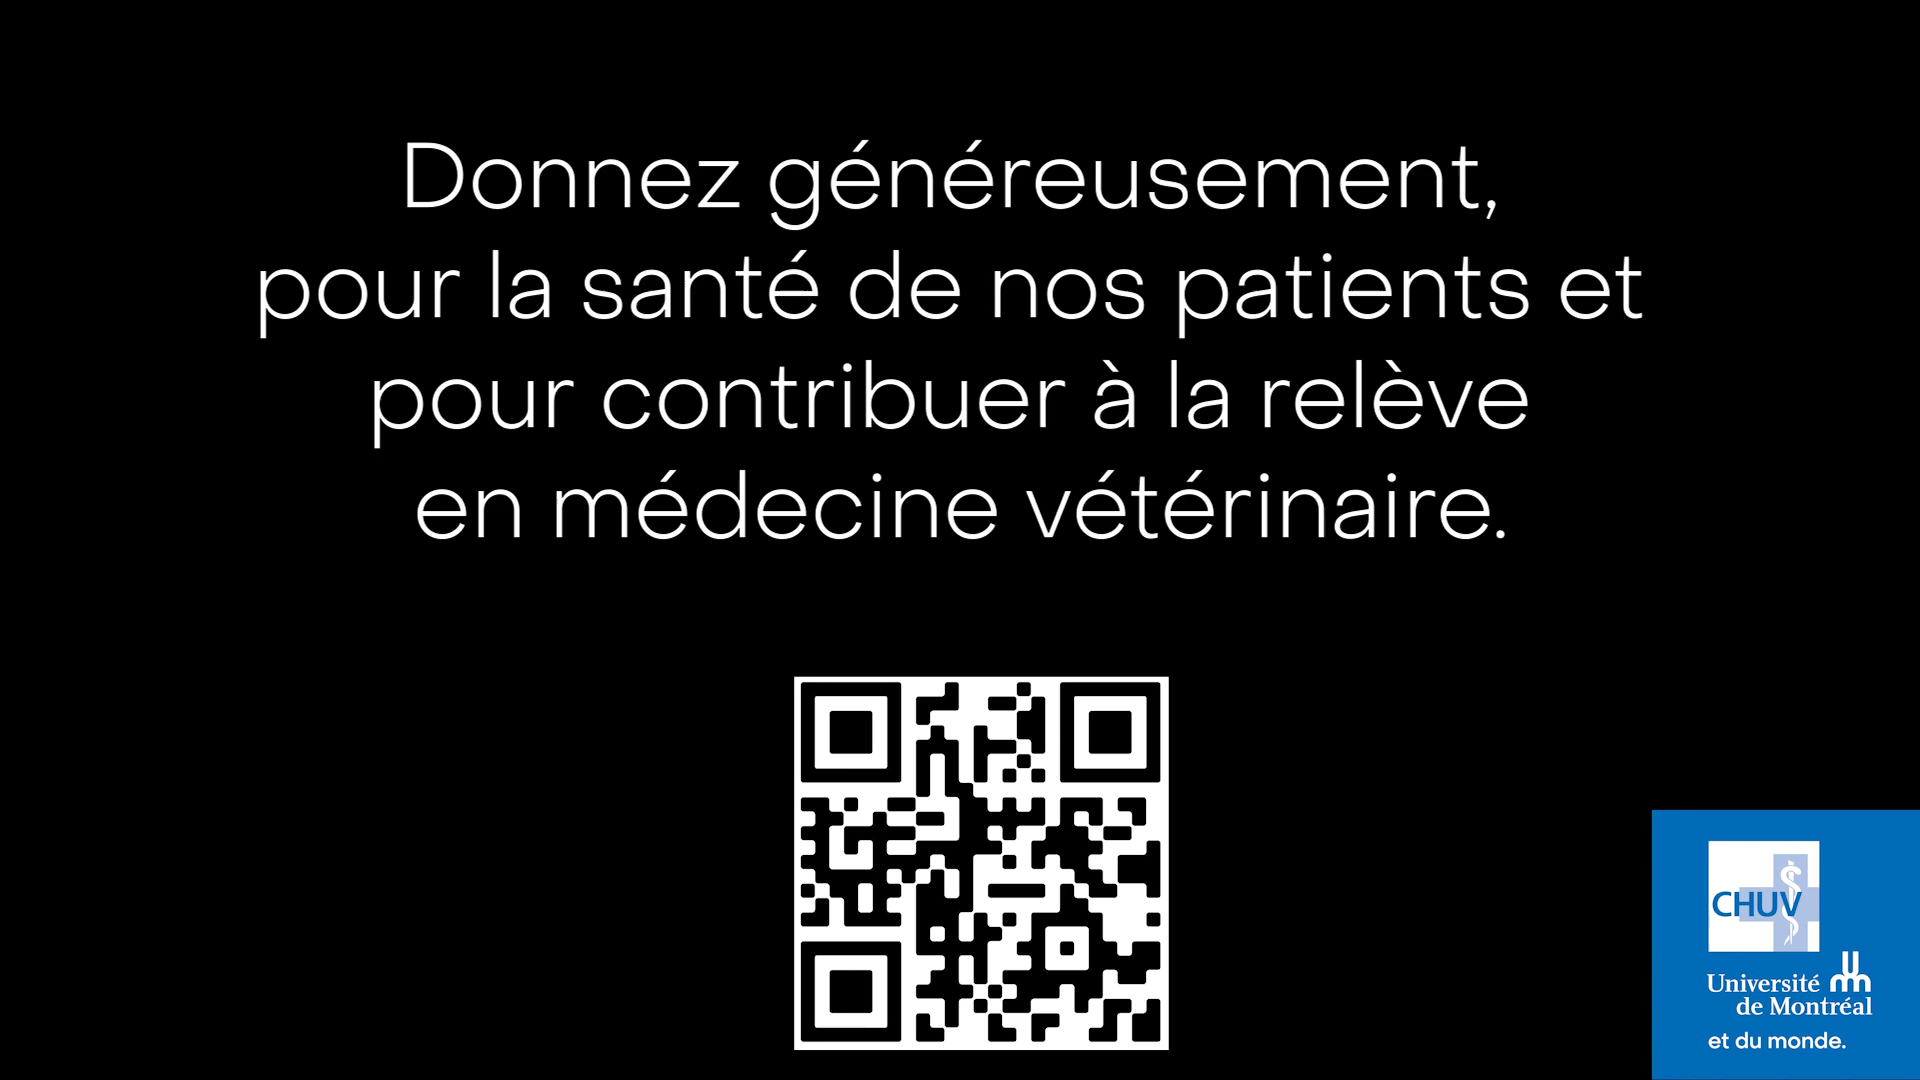 Donnez généreusement,
pour la santé de nos patients et
pour contribuer à la relève
en médecine vétérinaire.
CHUV
Université
de Montréal
et du monde.